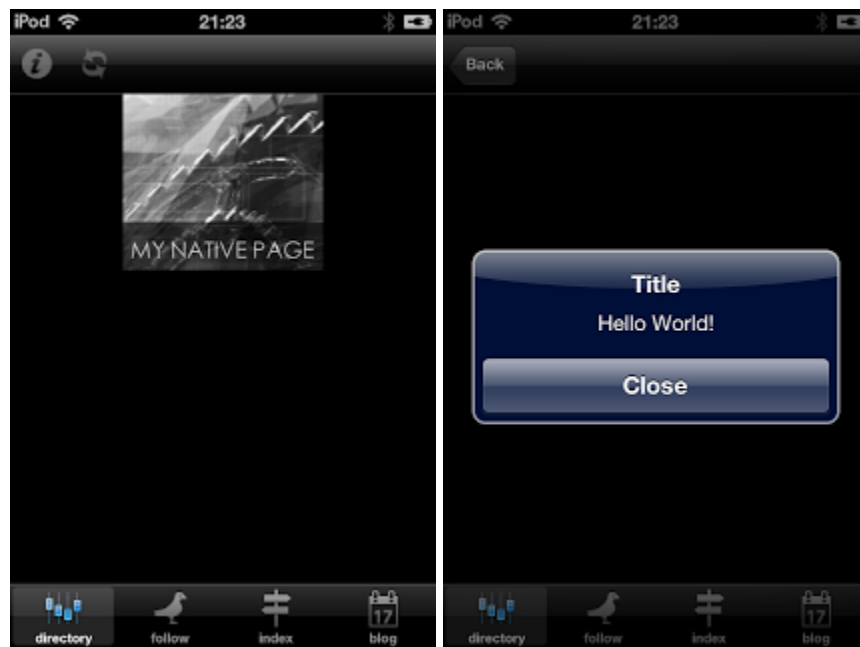 iPod 21:23
MY NATIVE PAGE
directory follow index 17 blog
iPod 21:23
Back
Title
Hello World!
Close
directory follow index 17 blog